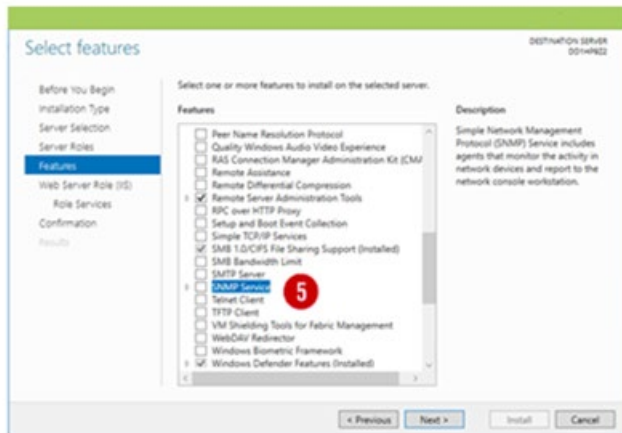 Select features
DESTINATION SERVER
Before You Begin
Installation Type
Server Selection
Server Roles
Features
Web Server Role (IIS)
Role Services
Confirmation
Results
Select one or more features to install on the selected server.
Features
Peer Name Resolution Protocol
Quality Windows Audio Video Experience
RAS Connection Manager Administration Kit (CMA
Remote Assistance
Remote Differential Compression
Remote Server Administration Tools
RPC over HTTP Proxy
Setup and Boot Event Collection
Simple TCP/IP Services
SMB 1.0/CIFS File Sharing Support (Installed)
SMB Bandwidth Limit
SMTP Server
SNMP Service
5
Telnet Client
TFTP Client
VM Shielding Tools for Fabric Management
WebDAV Redirector
Windows Biometric Framework
Windows Defender Features (Installed)
Description
Simple Network Management
Protocol (SNMP) Service includes
agents that monitor the activity in
network devices and report to the
network console workstation.
< Previous
Next >
Install
Cancel